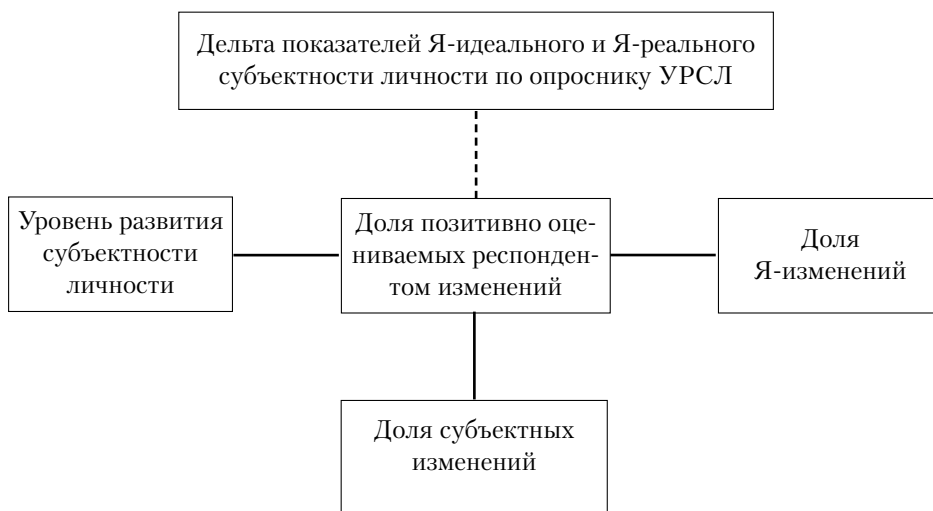 Дельта показателей Я-идеального и Я-реального
субъектности личности по опроснику УРСЛ
Уровень развития
субъектности
личности
Доля позитивно оце-
ниваемых респонден-
том изменений
Доля
Я-изменений
Доля субъектных
изменений